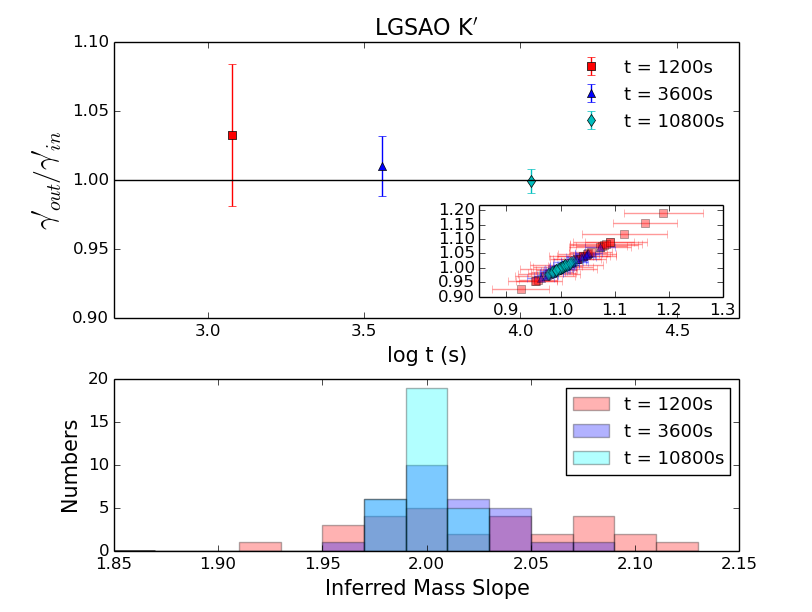 LGSAO K′
1.10
1.05
1.00
0.95
0.90
γ′out/γ′in
t = 1200s
t = 3600s
t = 10800s
1.20
1.15
1.10
1.05
1.00
0.95
0.90
0.9 1.0 1.1 1.2 1.3
3.0 3.5 4.0 4.5
log t (s)
20
15
10
5
0
Numbers
t = 1200s
t = 3600s
t = 10800s
1.85 1.90 1.95 2.00 2.05 2.10 2.15
Inferred Mass Slope